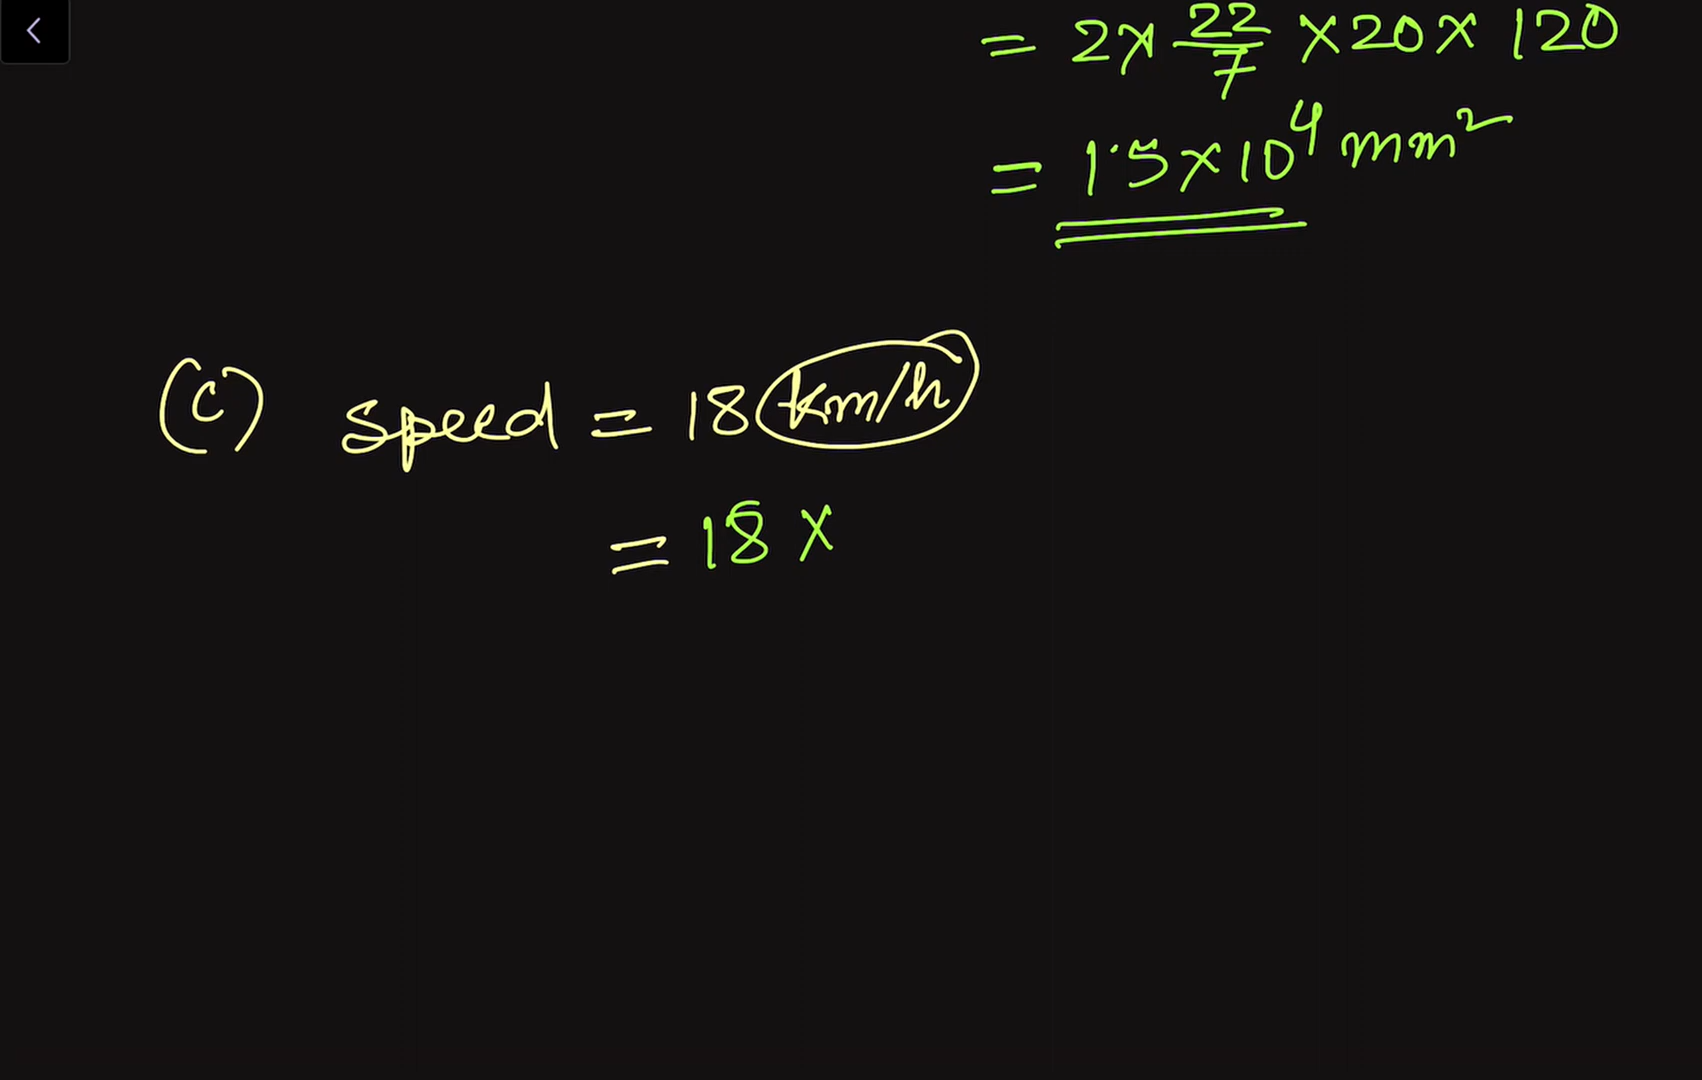 = 2 × 22/7 × 20 × 120
= 1.5 × 10⁴ mm²
(c) speed = 18 km/h
= 18 ×